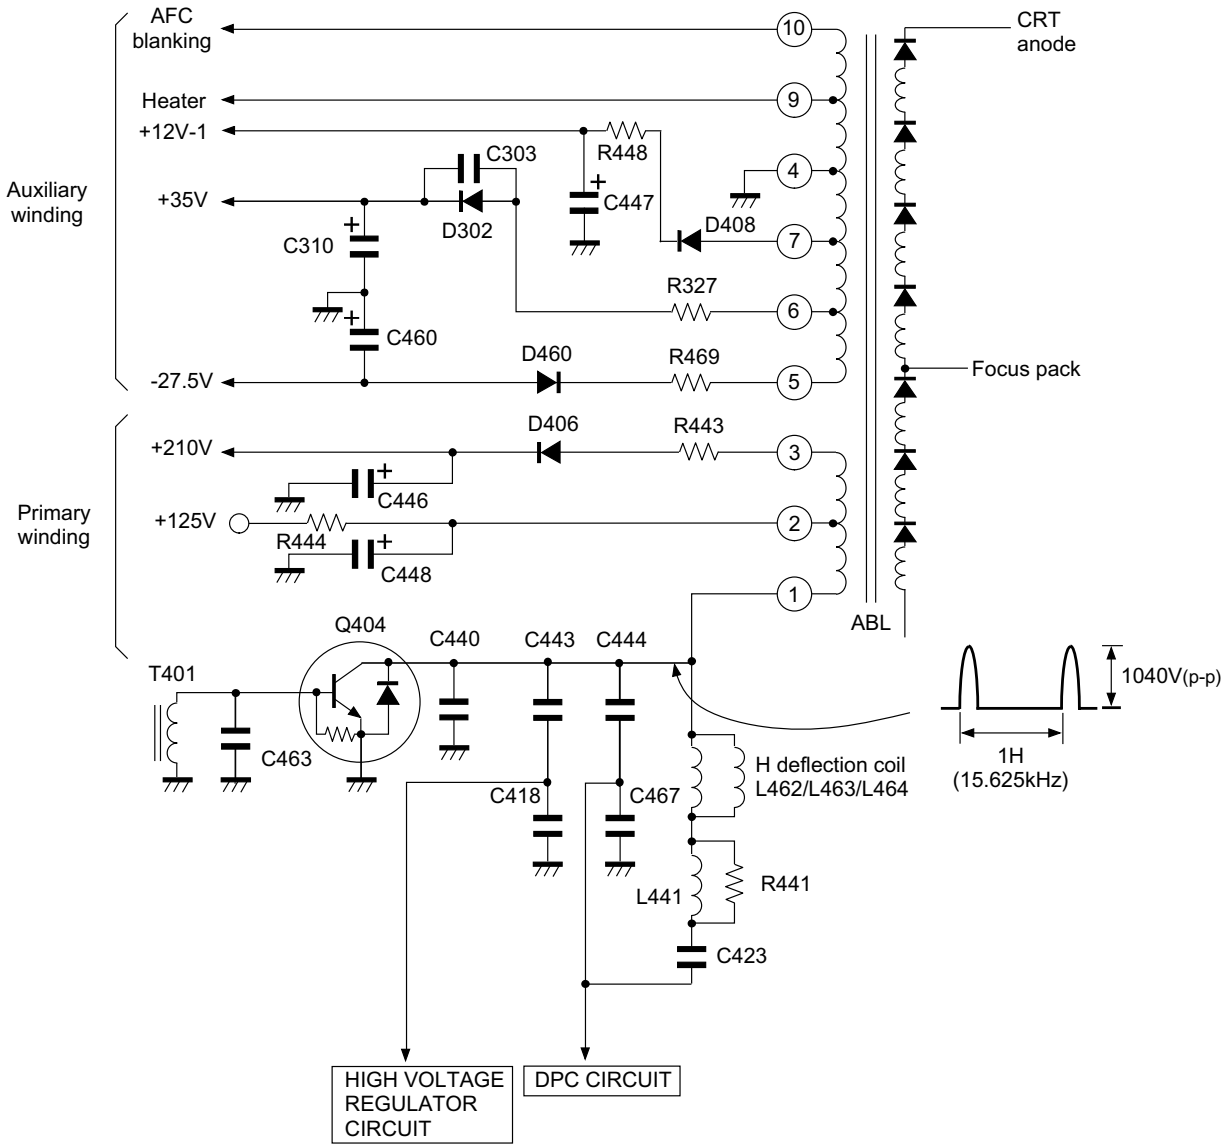 AFC
blanking
10
CRT
anode
Heater
9
+12V-1
R448
C303
4
Auxiliary
winding
+35V
+
C447
D302
D408
7
+
C310
R327
6
+
C460
D460
R469
-27.5V
5
Focus pack
D406
R443
+210V
3
+
C446
Primary
winding
+125V
2
R444
+
C448
1
ABL
Q404
C440
C443
C444
T401
1040V(p-p)
C463
1H
(15.625kHz)
H deflection coil
L462/L463/L464
C418
C467
L441
R441
C423
HIGH VOLTAGE
REGULATOR
CIRCUIT
DPC CIRCUIT